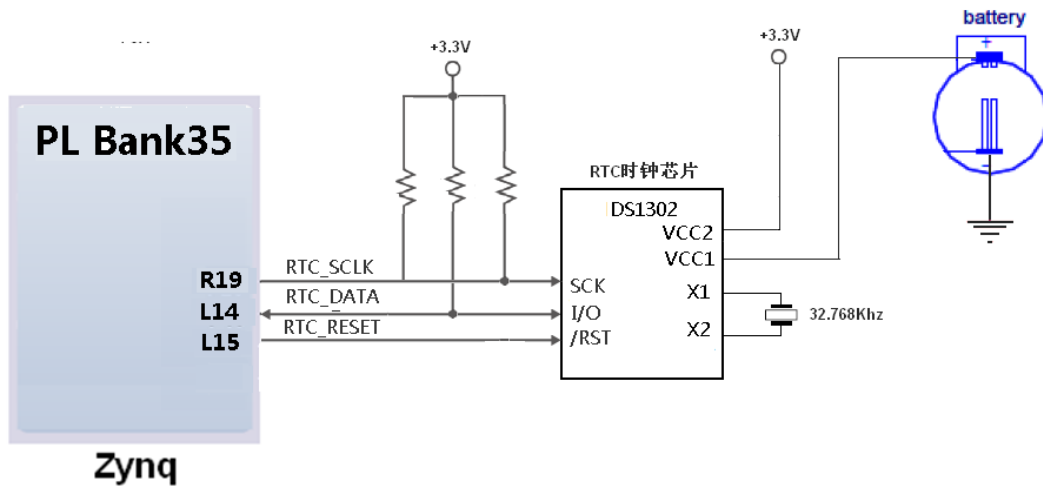 battery
+3.3V
+3.3V
PL Bank35
RTC时钟芯片
DS1302
VCC2
VCC1
R19
RTC_SCLK
SCK
X1
L14
RTC_DATA
I/O
32.768Khz
L15
RTC_RESET
/RST
X2
Zynq